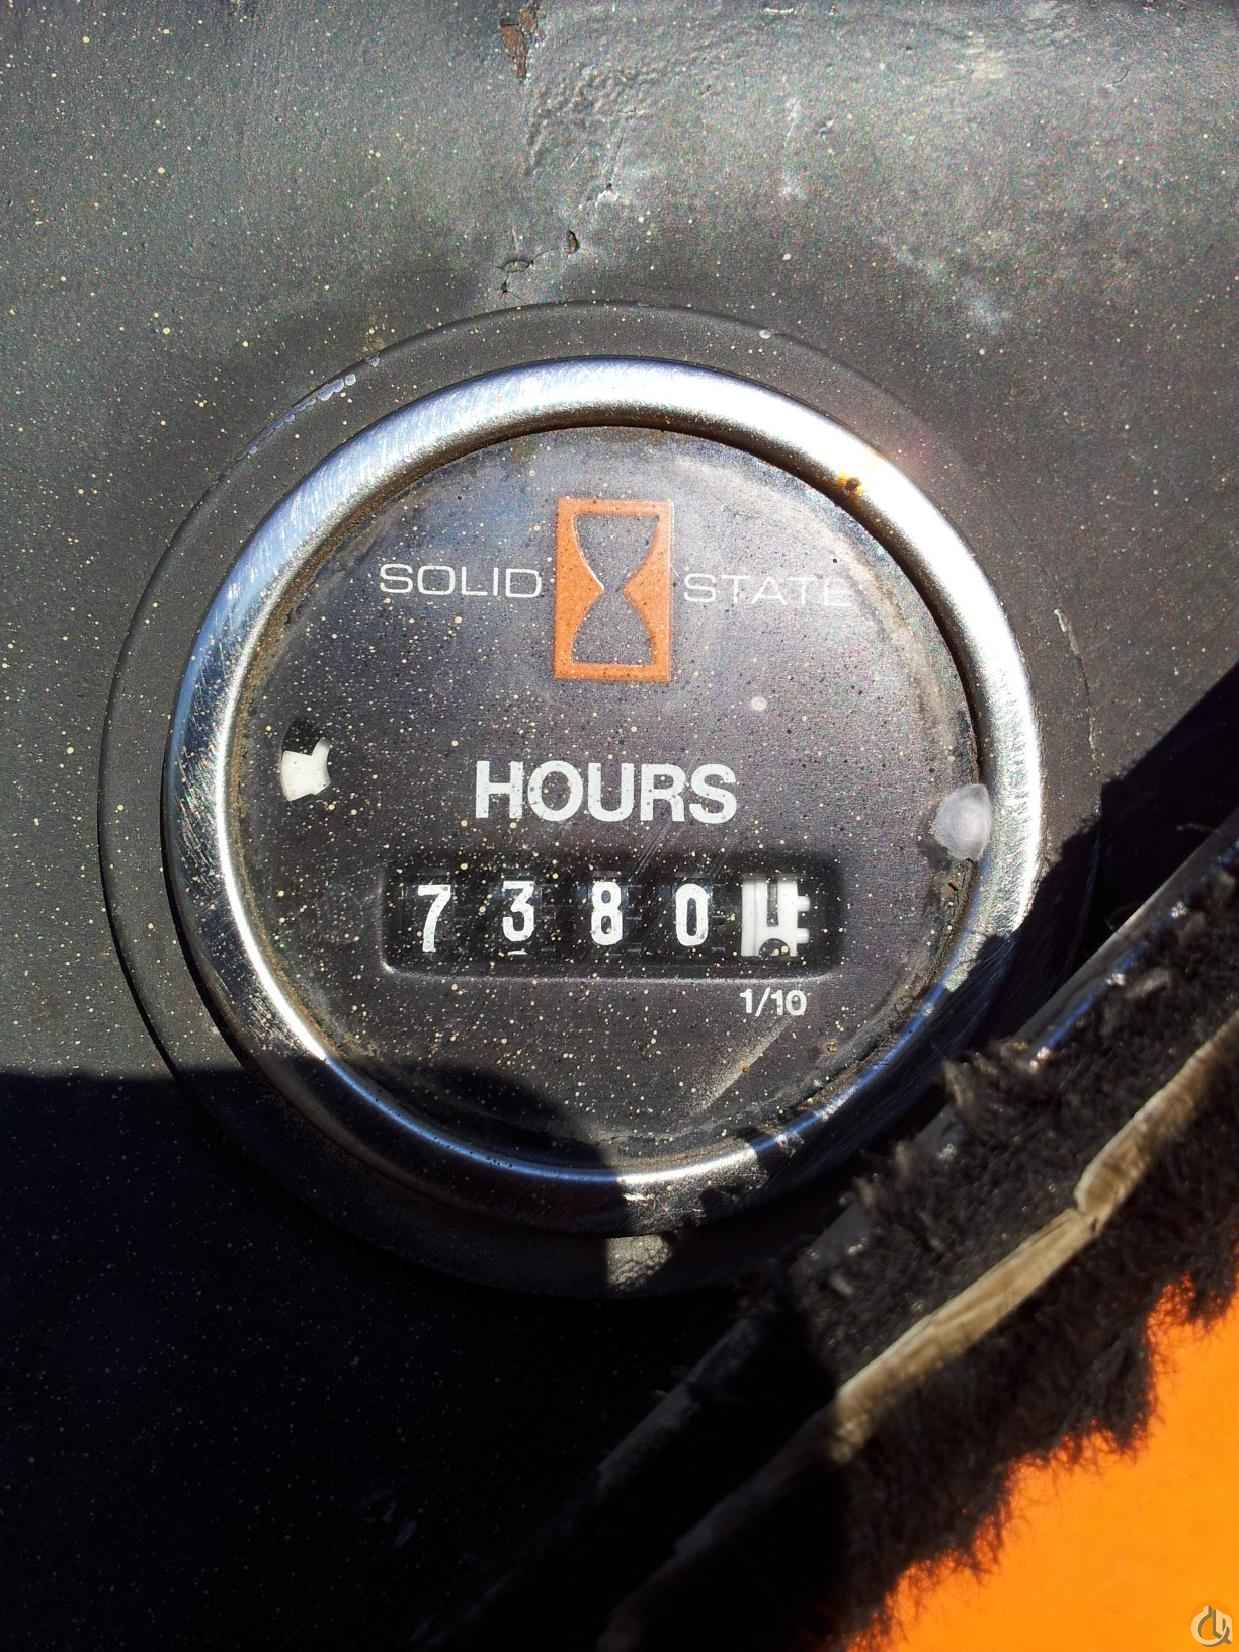 SOLID STATE
HOURS
7380
1/10